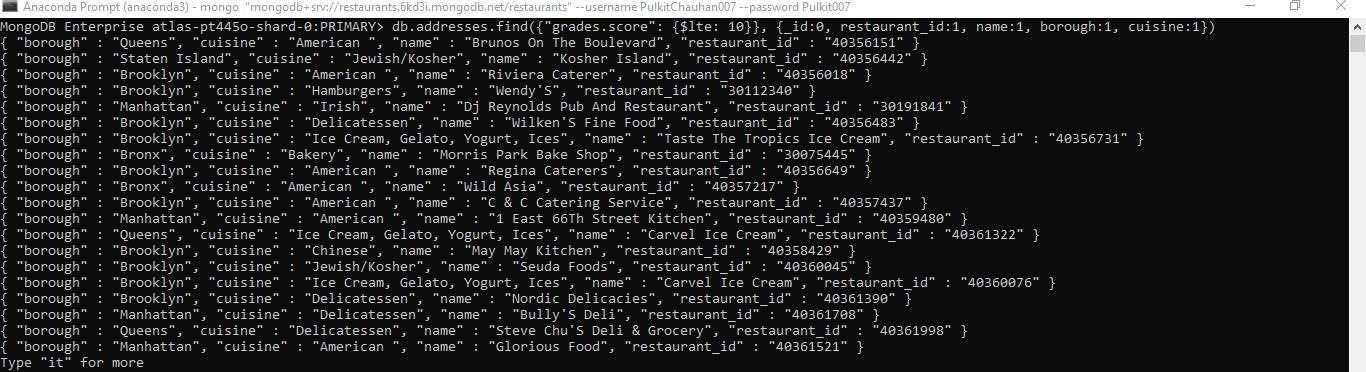 Anaconda Prompt (anaconda3) - mongo "mongodb+srv://restaurants.6kd3i.mongodb.net/restaurants" --username PulkitChauhan007 --password Pulkit007
MongoDB Enterprise atlas-pt445o-shard-0:PRIMARY> db.addresses.find({"grades.score": {$lte: 10}}, {_id:0, restaurant_id:1, name:1, borough:1, cuisine:1})
{ "borough" : "Queens", "cuisine" : "American ", "name" : "Brunos On The Boulevard", "restaurant_id" : "40356151" }
{ "borough" : "Staten Island", "cuisine" : "Jewish/Kosher", "name" : "Kosher Island", "restaurant_id" : "40356442" }
{ "borough" : "Brooklyn", "cuisine" : "American ", "name" : "Riviera Caterer", "restaurant_id" : "40356018" }
{ "borough" : "Brooklyn", "cuisine" : "Hamburgers", "name" : "Wendy'S", "restaurant_id" : "30112340" }
{ "borough" : "Manhattan", "cuisine" : "Irish", "name" : "Dj Reynolds Pub And Restaurant", "restaurant_id" : "30191841" }
{ "borough" : "Brooklyn", "cuisine" : "Delicatessen", "name" : "Wilken'S Fine Food", "restaurant_id" : "40356483" }
{ "borough" : "Brooklyn", "cuisine" : "Ice Cream, Gelato, Yogurt, Ices", "name" : "Taste The Tropics Ice Cream", "restaurant_id" : "40356731" }
{ "borough" : "Bronx", "cuisine" : "Bakery", "name" : "Morris Park Bake Shop", "restaurant_id" : "30075445" }
{ "borough" : "Brooklyn", "cuisine" : "American ", "name" : "Regina Caterers", "restaurant_id" : "40356649" }
{ "borough" : "Bronx", "cuisine" : "American ", "name" : "Wild Asia", "restaurant_id" : "40357217" }
{ "borough" : "Brooklyn", "cuisine" : "American ", "name" : "C & C Catering Service", "restaurant_id" : "40357437" }
{ "borough" : "Manhattan", "cuisine" : "American ", "name" : "1 East 66Th Street Kitchen", "restaurant_id" : "40359480" }
{ "borough" : "Queens", "cuisine" : "Ice Cream, Gelato, Yogurt, Ices", "name" : "Carvel Ice Cream", "restaurant_id" : "40361322" }
{ "borough" : "Brooklyn", "cuisine" : "Chinese", "name" : "May May Kitchen", "restaurant_id" : "40358429" }
{ "borough" : "Brooklyn", "cuisine" : "Jewish/Kosher", "name" : "Seuda Foods", "restaurant_id" : "40360045" }
{ "borough" : "Brooklyn", "cuisine" : "Ice Cream, Gelato, Yogurt, Ices", "name" : "Carvel Ice Cream", "restaurant_id" : "40360076" }
{ "borough" : "Brooklyn", "cuisine" : "Delicatessen", "name" : "Nordic Delicacies", "restaurant_id" : "40361390" }
{ "borough" : "Manhattan", "cuisine" : "Delicatessen", "name" : "Bully'S Deli", "restaurant_id" : "40361708" }
{ "borough" : "Queens", "cuisine" : "Delicatessen", "name" : "Steve Chu'S Deli & Grocery", "restaurant_id" : "40361998" }
{ "borough" : "Manhattan", "cuisine" : "American ", "name" : "Glorious Food", "restaurant_id" : "40361521" }
Type "it" for more